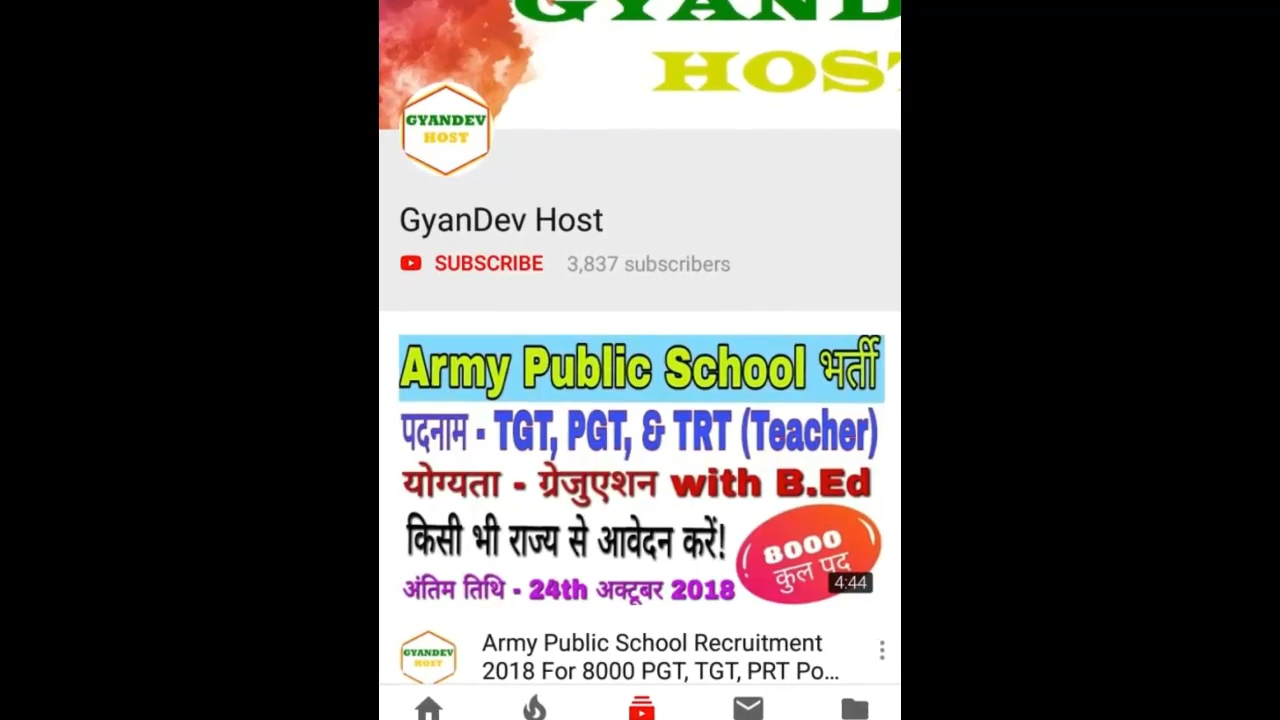 GYAND
HOST
GYANDEV
HOST
GyanDev Host
SUBSCRIBE 3,837 subscribers
Army Public School भर्ती
पदनाम - TGT, PGT, & TRT (Teacher)
योग्यता - ग्रेजुएशन with B.Ed
किसी भी राज्य से आवेदन करें!
8000
कुल पद
4:44
अंतिम तिथि - 24th अक्टूबर 2018
GYANDEV
HOST
Army Public School Recruitment
2018 For 8000 PGT, TGT, PRT Po...